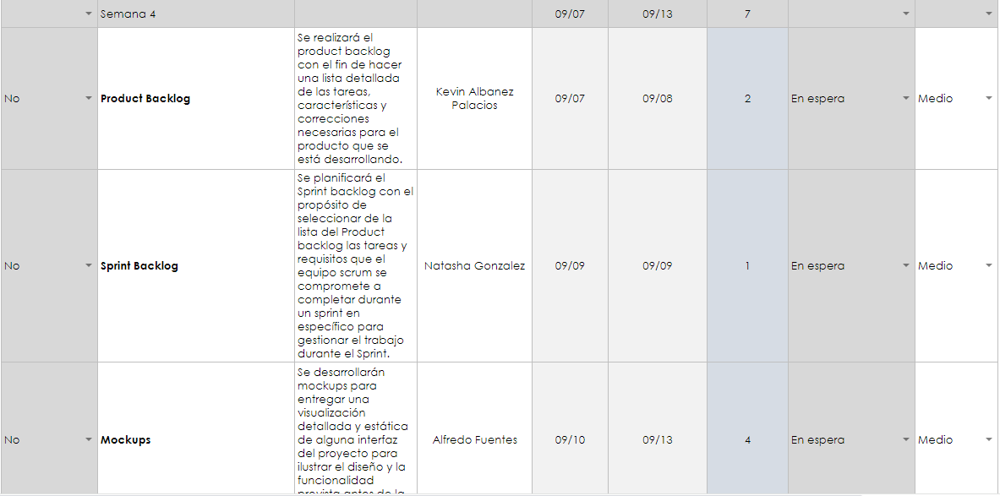 Semana 4 09/07 09/13 7
No Product Backlog
Se realizará el
product backlog
con el fin de hacer
una lista detallada
de las tareas,
características y
correcciones
necesarias para el
producto que se
está desarrollando.
Kevin Albanez
Palacios
09/07 09/08 2 En espera Medio
No Sprint Backlog
Se planificará el
Sprint backlog con el
propósito de
seleccionar de la
lista del Product
backlog las tareas y
requisitos que el
equipo scrum se
compromete a
completar durante
un sprint en
específico para
gestionar el trabajo
durante el Sprint.
Natasha Gonzalez 09/09 09/09 1 En espera Medio
No Mockups
Se desarrollarán
mockups para
entregar una
visualización
detallada y estática
de alguna interfaz
del proyecto para
ilustrar el diseño y la
funcionalidad
prevista antes de la
Alfredo Fuentes 09/10 09/13 4 En espera Medio